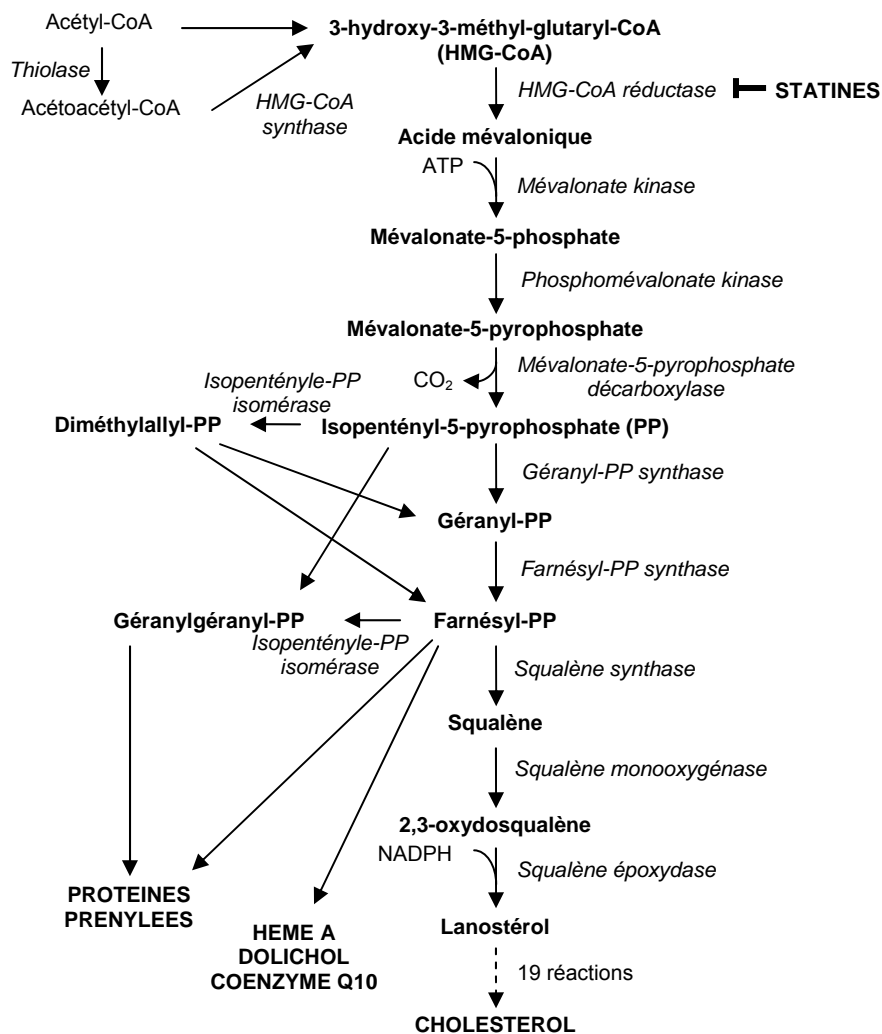 Acétyl-CoA
3-hydroxy-3-méthyl-glutaryl-CoA
(HMG-CoA)
Thiolase
Acétoacétyl-CoA
HMG-CoA
synthase
HMG-CoA réductase
STATINES
Acide mévalonique
ATP
Mévalonate kinase
Mévalonate-5-phosphate
Phosphomévalonate kinase
Mévalonate-5-pyrophosphate
CO₂
Mévalonate-5-pyrophosphate
décarboxylase
Isopentényle-PP
isomérase
Diméthylallyl-PP
Isopentényl-5-pyrophosphate (PP)
Géranyl-PP synthase
Géranyl-PP
Farnésyl-PP synthase
Géranylgéranyl-PP
Farnésyl-PP
Isopentényle-PP
isomérase
Squalène synthase
Squalène
Squalène monooxygénase
2,3-oxydosqualène
NADPH
Squalène époxydase
Lanostérol
PROTEINES
PRENYLEES
HEME A
DOLICHOL
COENZYME Q10
19 réactions
CHOLESTEROL